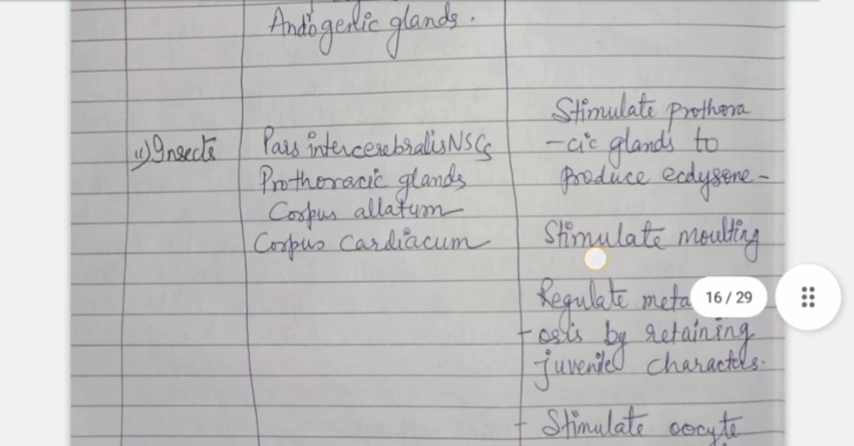 Andogenic glands.
ii) Insects
Pars intercerebralis NSCs
Prothoracic glands
Corpus allatum
Corpus Cardiacum
Stimulate prothora
-cic glands to
produce ecdysone -
Stimulate moulting
Regulate meta
- osis by retaining
juvenile characters.
- Stimulate oocyte
16 / 29